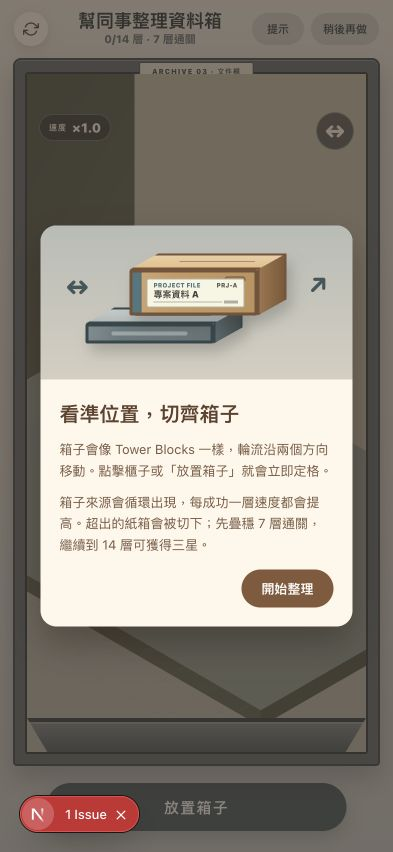 幫同事整理資料箱
0/14 層 · 7 層通關
提示
稍後再做
ARCHIVE 03 · 文件櫃
速度 ×1.0
PROJECT FILE PRJ-A
專案資料 A
看準位置，切齊箱子
箱子會像 Tower Blocks 一樣，輪流沿兩個方向
移動。點擊櫃子或「放置箱子」就會立即定格。
箱子來源會循環出現，每成功一層速度都會提
高。超出的紙箱會被切下；先疊穩 7 層通關，
繼續到 14 層可獲得三星。
開始整理
放置箱子
N 1 Issue